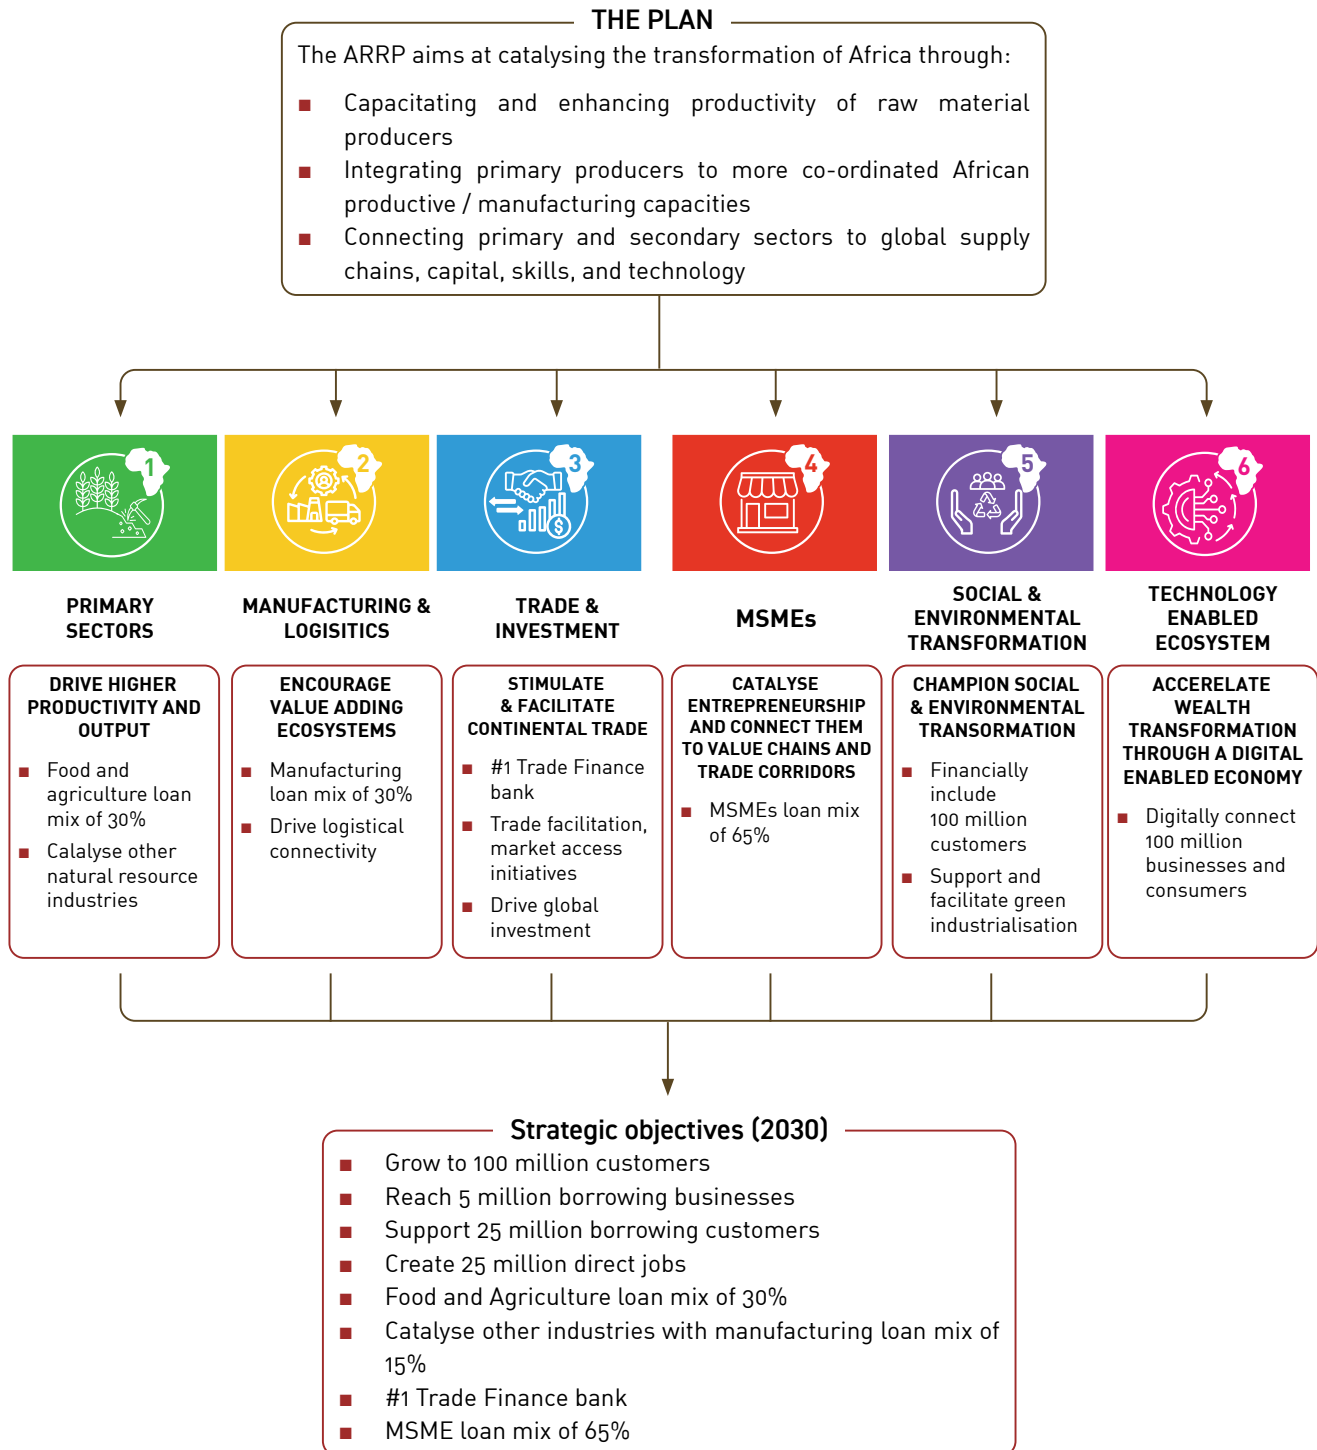 THE PLAN
The ARRP aims at catalysing the transformation of Africa through:
■ Capacitating and enhancing productivity of raw material
producers
■ Integrating primary producers to more co-ordinated African
productive / manufacturing capacities
■ Connecting primary and secondary sectors to global supply
chains, capital, skills, and technology
1
2
3
$
4
5
6
PRIMARY
SECTORS
MANUFACTURING &
LOGISITICS
TRADE &
INVESTMENT
MSMEs
SOCIAL &
ENVIRONMENTAL
TRANSFORMATION
TECHNOLOGY
ENABLED
ECOSYSTEM
DRIVE HIGHER
PRODUCTIVITY AND
OUTPUT
■ Food and
agriculture loan
mix of 30%
■ Catalyse other
natural resource
industries
ENCOURAGE
VALUE ADDING
ECOSYSTEMS
■ Manufacturing
loan mix of 30%
■ Drive logistical
connectivity
STIMULATE
& FACILITATE
CONTINENTAL TRADE
■ #1 Trade Finance
bank
■ Trade facilitation,
market access
initiatives
■ Drive global
investment
CATALYSE
ENTREPRENEURSHIP
AND CONNECT THEM
TO VALUE CHAINS AND
TRADE CORRIDORS
■ MSMEs loan mix
of 65%
CHAMPION SOCIAL
& ENVIRONMENTAL
TRANSORMATION
■ Financially
include
100 million
customers
■ Support and
facilitate green
industrialisation
ACCERELATE
WEALTH
TRANSFORMATION
THROUGH A DIGITAL
ENABLED ECONOMY
■ Digitally connect
100 million
businesses and
consumers
Strategic objectives (2030)
■ Grow to 100 million customers
■ Reach 5 million borrowing businesses
■ Support 25 million borrowing customers
■ Create 25 million direct jobs
■ Food and Agriculture loan mix of 30%
■ Catalyse other industries with manufacturing loan mix of
15%
■ #1 Trade Finance bank
■ MSME loan mix of 65%